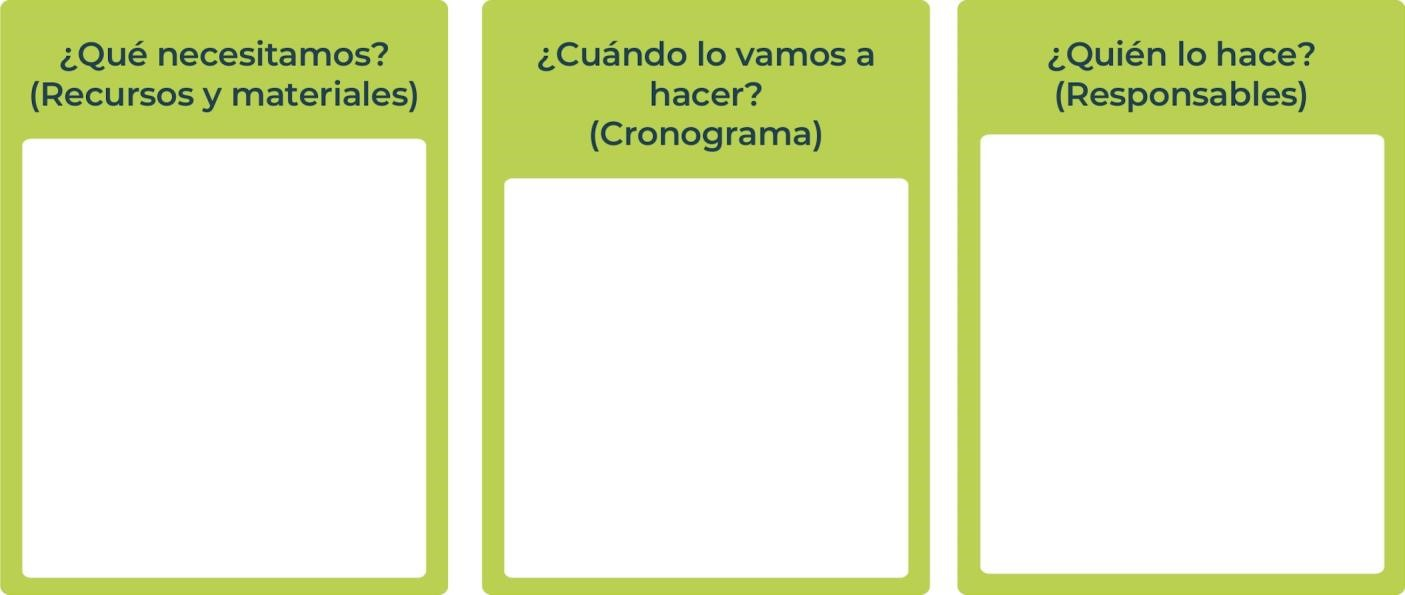 ¿Qué necesitamos?
(Recursos y materiales)
¿Cuándo lo vamos a
hacer?
(Cronograma)
¿Quién lo hace?
(Responsables)